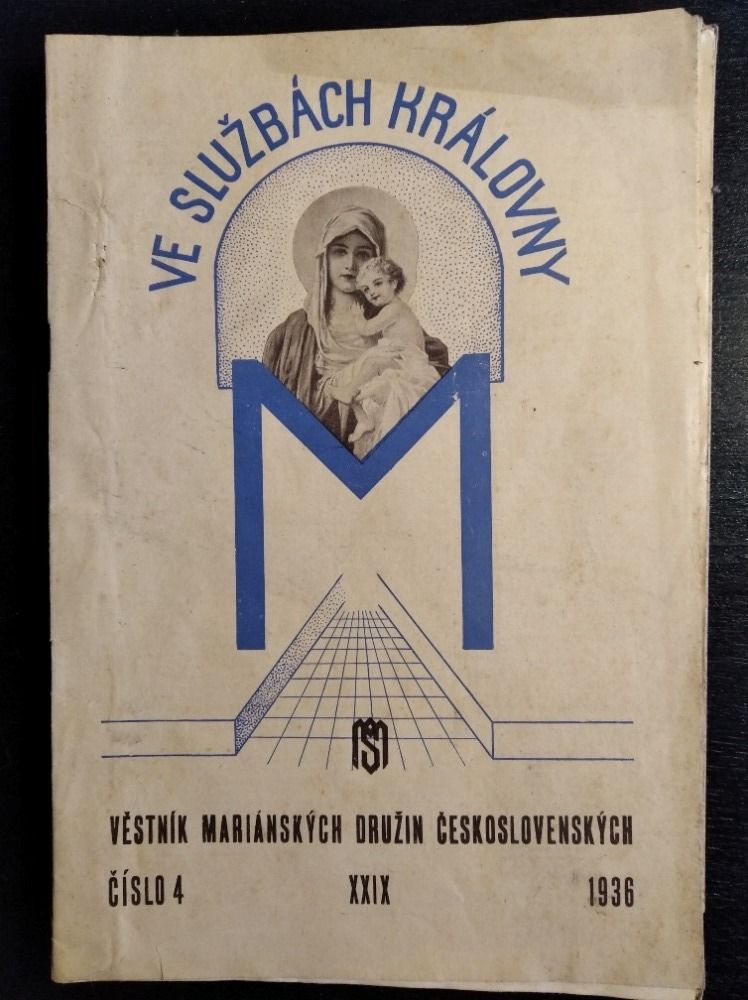 VE SLUŽBÁCH KRÁLOVNY
M
VĚSTNÍK MARIÁNSKÝCH DRUŽIN ČESKOSLOVENSKÝCH
ČÍSLO 4 XXIX 1936